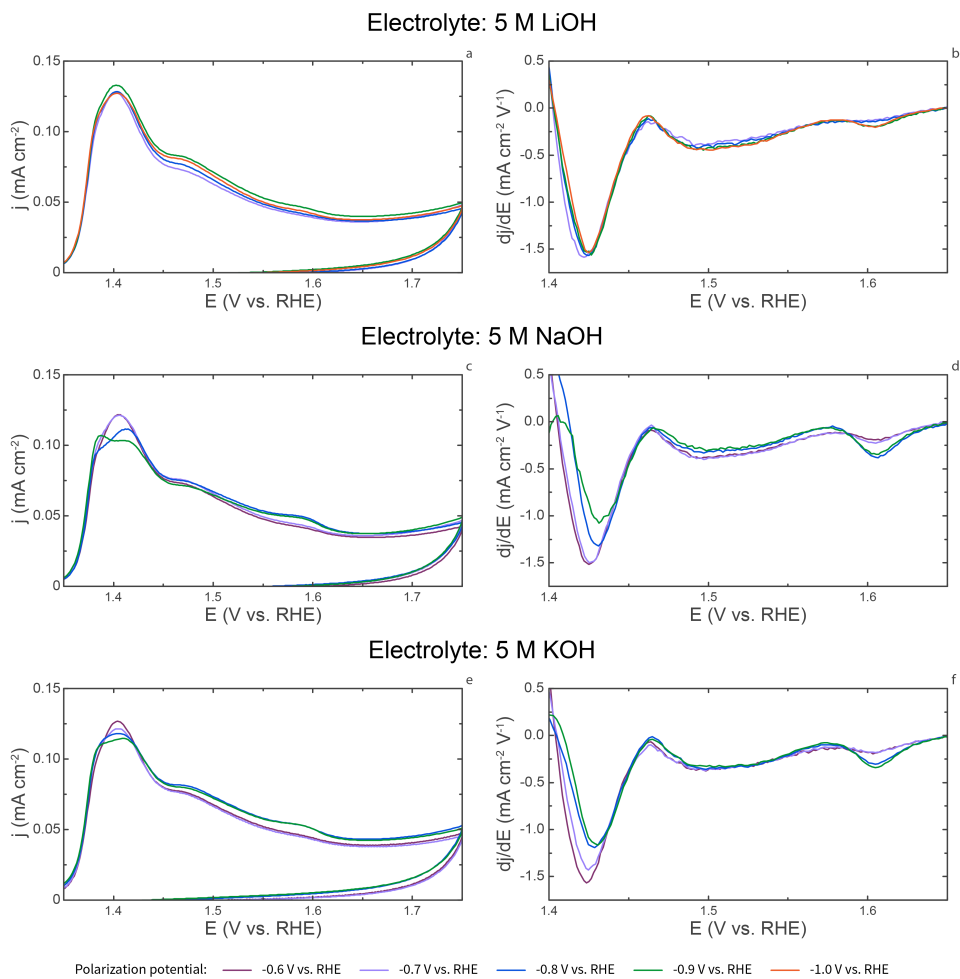 Electrolyte: 5 M LiOH
a
b
0.15
0.10
0.05
0
j (mA cm⁻²)
1.4 1.5 1.6 1.7
E (V vs. RHE)
0.5
0.0
-0.5
-1.0
-1.5
dj/dE (mA cm⁻² V⁻¹)
1.4 1.5 1.6
E (V vs. RHE)
Electrolyte: 5 M NaOH
c
d
0.15
0.10
0.05
0
j (mA cm⁻²)
1.4 1.5 1.6 1.7
E (V vs. RHE)
0.5
0.0
-0.5
-1.0
-1.5
dj/dE (mA cm⁻² V⁻¹)
1.4 1.5 1.6
E (V vs. RHE)
Electrolyte: 5 M KOH
e
f
0.15
0.10
0.05
0
j (mA cm⁻²)
1.4 1.5 1.6 1.7
E (V vs. RHE)
0.5
0.0
-0.5
-1.0
-1.5
dj/dE (mA cm⁻² V⁻¹)
1.4 1.5 1.6
E (V vs. RHE)
Polarization potential: -0.6 V vs. RHE -0.7 V vs. RHE -0.8 V vs. RHE -0.9 V vs. RHE -1.0 V vs. RHE